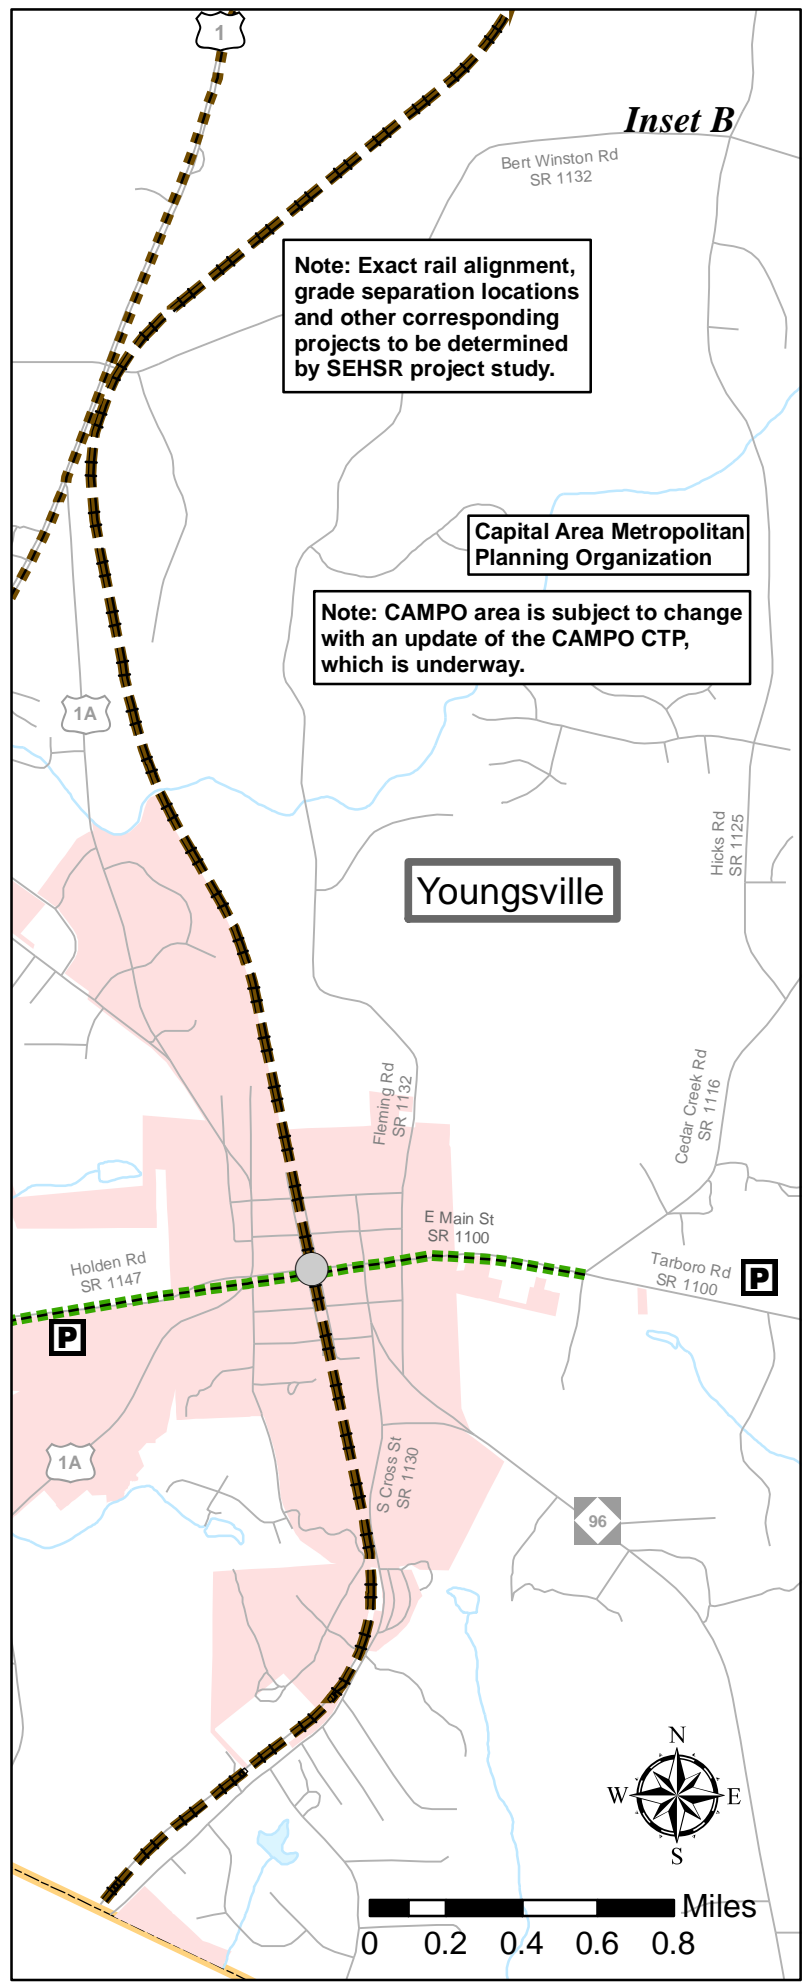 1
Inset B
Bert Winston Rd
SR 1132
Note: Exact rail alignment,
grade separation locations
and other corresponding
projects to be determined
by SEHSR project study.
Capital Area Metropolitan
Planning Organization
Note: CAMPO area is subject to change
with an update of the CAMPO CTP,
which is underway.
1A
Hicks Rd
SR 1125
Youngsville
Fleming Rd
SR 1132
Cedar Creek Rd
SR 1116
E Main St
SR 1100
Holden Rd
SR 1147
Tarboro Rd
SR 1100
P
P
1A
S Cross St
SR 1130
96
N
W
E
S
Miles
0 0.2 0.4 0.6 0.8